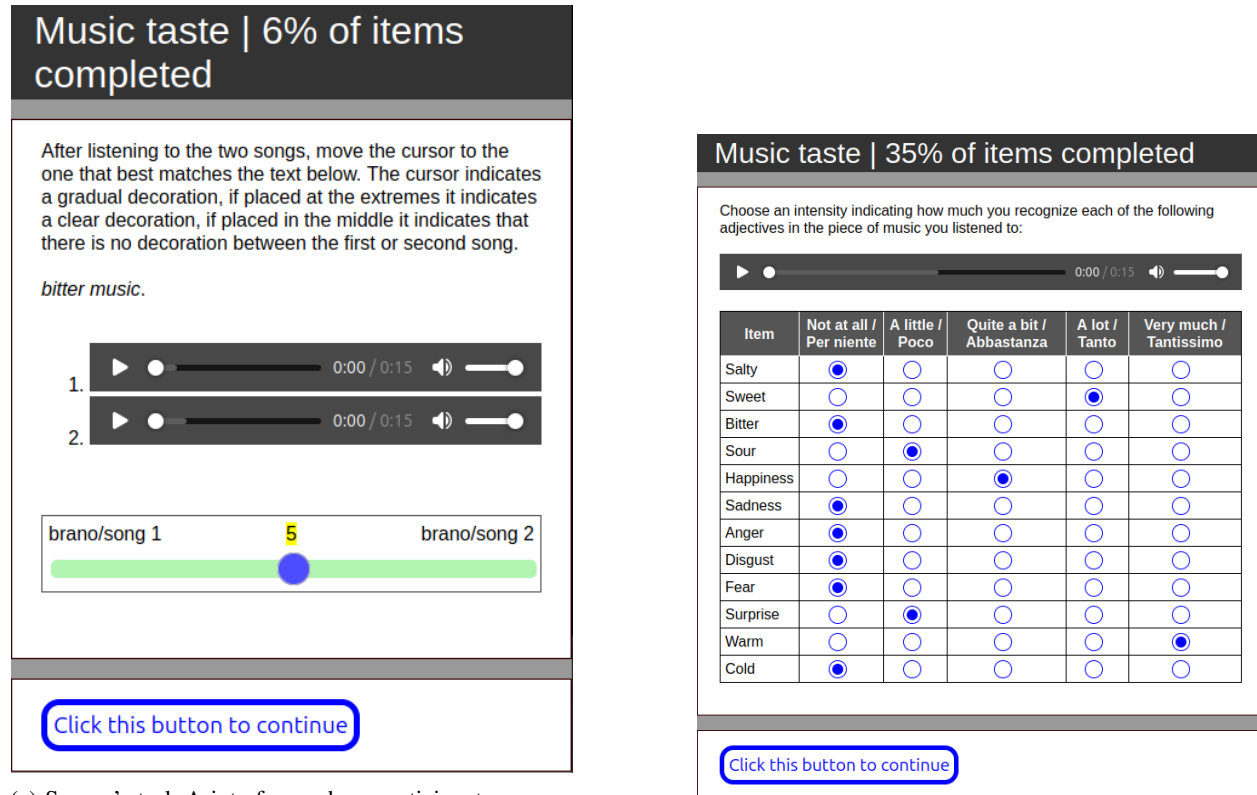 Music taste | 6% of items
completed
After listening to the two songs, move the cursor to the
one that best matches the text below. The cursor indicates
a gradual decoration, if placed at the extremes it indicates
a clear decoration, if placed in the middle it indicates that
there is no decoration between the first or second song.
bitter music.
1. 0:00 / 0:15
2. 0:00 / 0:15
brano/song 1 5 brano/song 2
Click this button to continue
Music taste | 35% of items completed
Choose an intensity indicating how much you recognize each of the following
adjectives in the piece of music you listened to:
0:00 / 0:15
Item Not at all / Per niente A little / Poco Quite a bit / Abbastanza A lot / Tanto Very much / Tantissimo
Salty
Sweet
Bitter
Sour
Happiness
Sadness
Anger
Disgust
Fear
Surprise
Warm
Cold
Click this button to continue